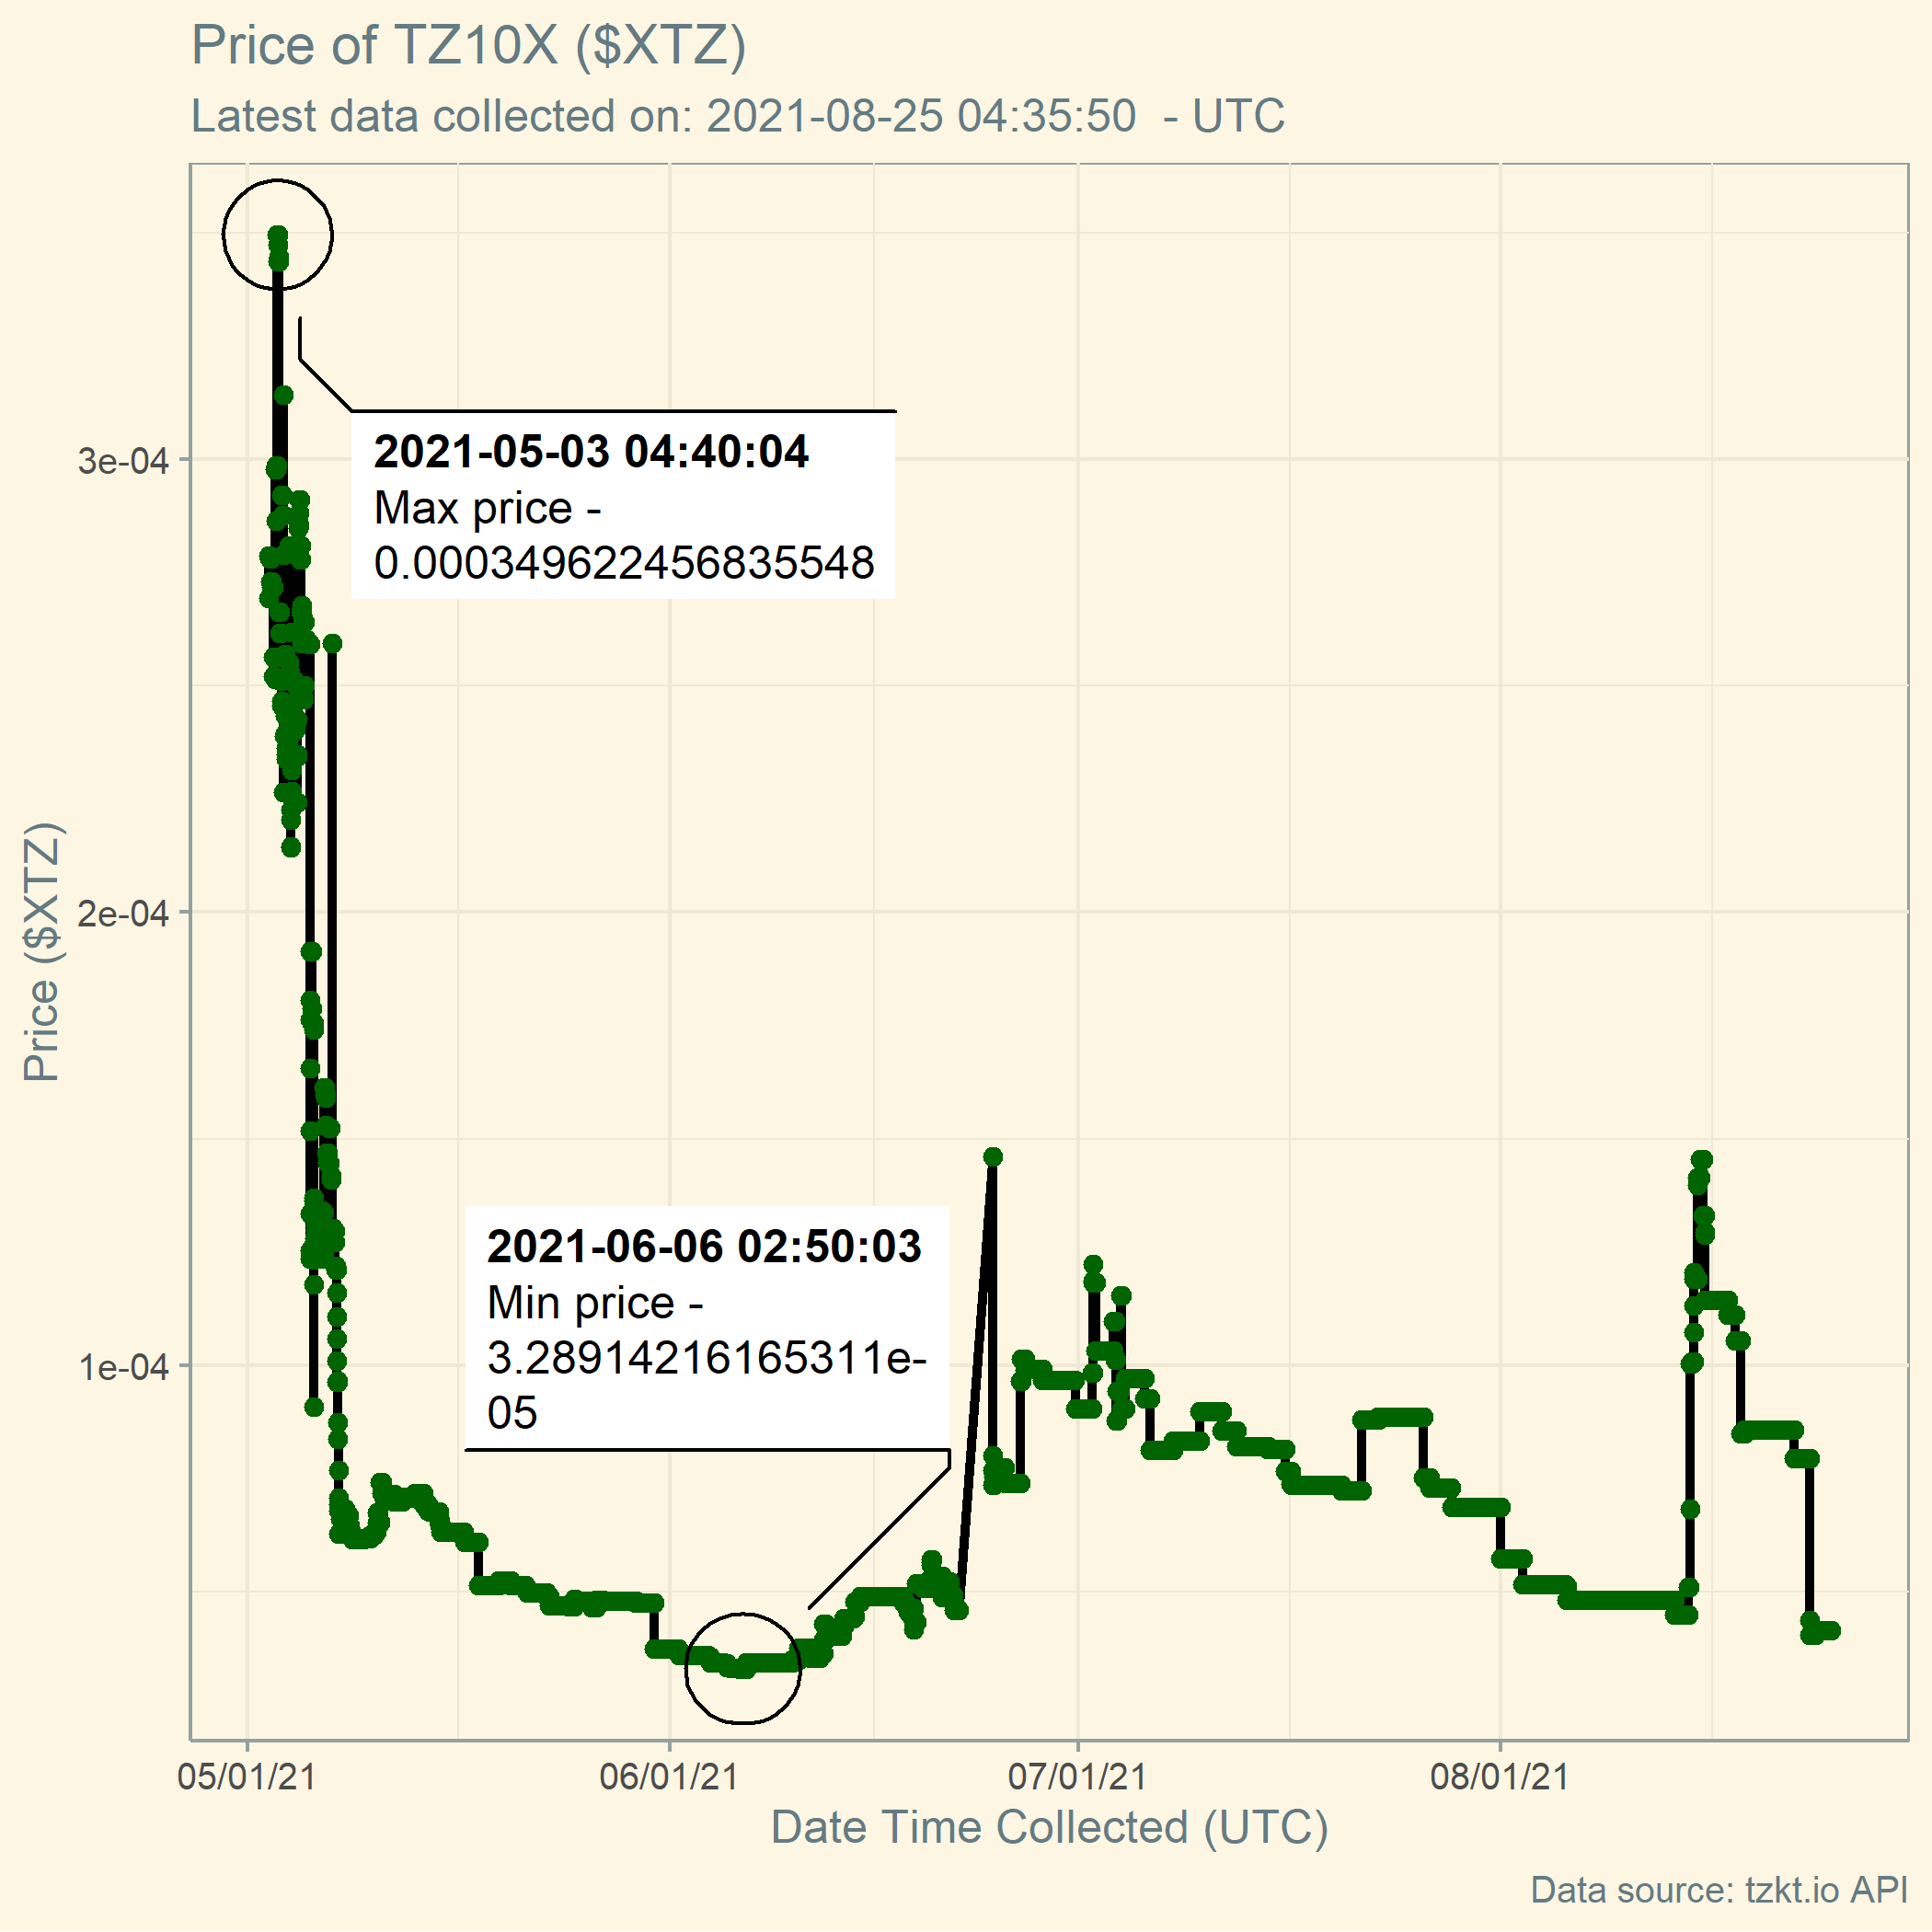 Price of TZ10X ($XTZ)
Latest data collected on: 2021-08-25 04:35:50  - UTC
Price ($XTZ)
3e-04
2e-04
1e-04
2021-05-03 04:40:04
Max price -
0.000349622456835548
2021-06-06 02:50:03
Min price -
3.28914216165311e-
05
05/01/21
06/01/21
07/01/21
08/01/21
Date Time Collected (UTC)
Data source: tzkt.io API